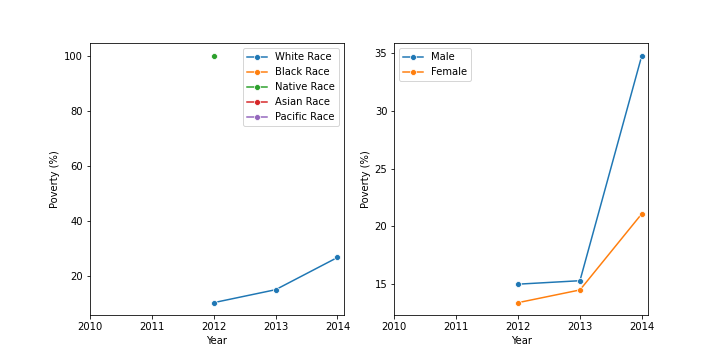 White Race
Black Race
Native Race
Asian Race
Pacific Race
100
80
60
40
20
Poverty (%)
2010 2011 2012 2013 2014
Year
Male
Female
35
30
25
20
15
Poverty (%)
2010 2011 2012 2013 2014
Year